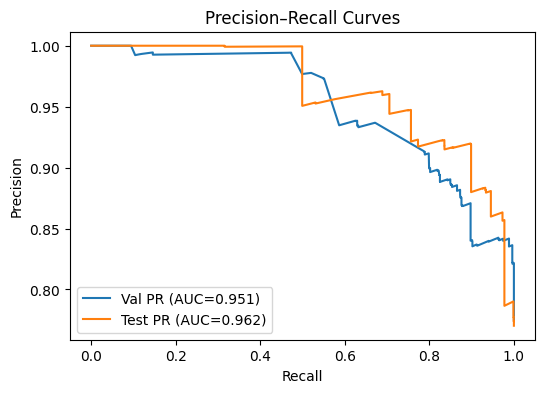 Precision–Recall Curves
Precision
1.00
0.95
0.90
0.85
0.80
Val PR (AUC=0.951)
Test PR (AUC=0.962)
0.0 0.2 0.4 0.6 0.8 1.0
Recall